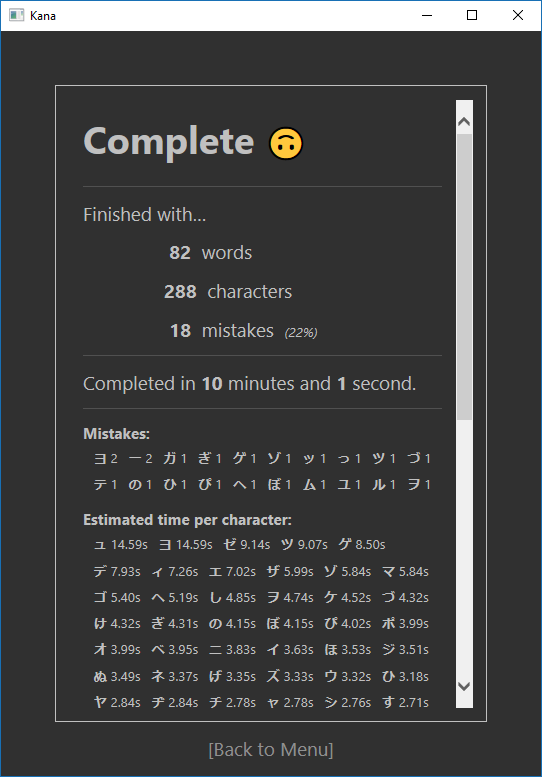 Kana
Complete 🙃
Finished with...
82 words
288 characters
18 mistakes (22%)
Completed in 10 minutes and 1 second.
Mistakes:
ヨ 2 ー 2 ガ 1 ぎ 1 ゲ 1 ゾ 1 ッ 1 っ 1 ツ 1 づ 1
テ 1 の 1 ひ 1 ぴ 1 へ 1 ぼ 1 ム 1 ユ 1 ル 1 ヲ 1
Estimated time per character:
ュ 14.59s ヨ 14.59s ゼ 9.14s ツ 9.07s ゲ 8.50s
デ 7.93s ィ 7.26s エ 7.02s ザ 5.99s ゾ 5.84s マ 5.84s
ゴ 5.40s ヘ 5.19s し 4.85s ヲ 4.74s ケ 4.52s づ 4.32s
け 4.32s ぎ 4.31s の 4.15s ぼ 4.15s ぴ 4.02s ポ 3.99s
オ 3.99s ベ 3.95s ニ 3.83s イ 3.63s ほ 3.53s ジ 3.51s
ぬ 3.49s ネ 3.37s げ 3.35s ズ 3.33s ウ 3.32s ひ 3.18s
ヤ 2.84s ヂ 2.84s チ 2.78s ャ 2.78s シ 2.76s す 2.71s
[Back to Menu]